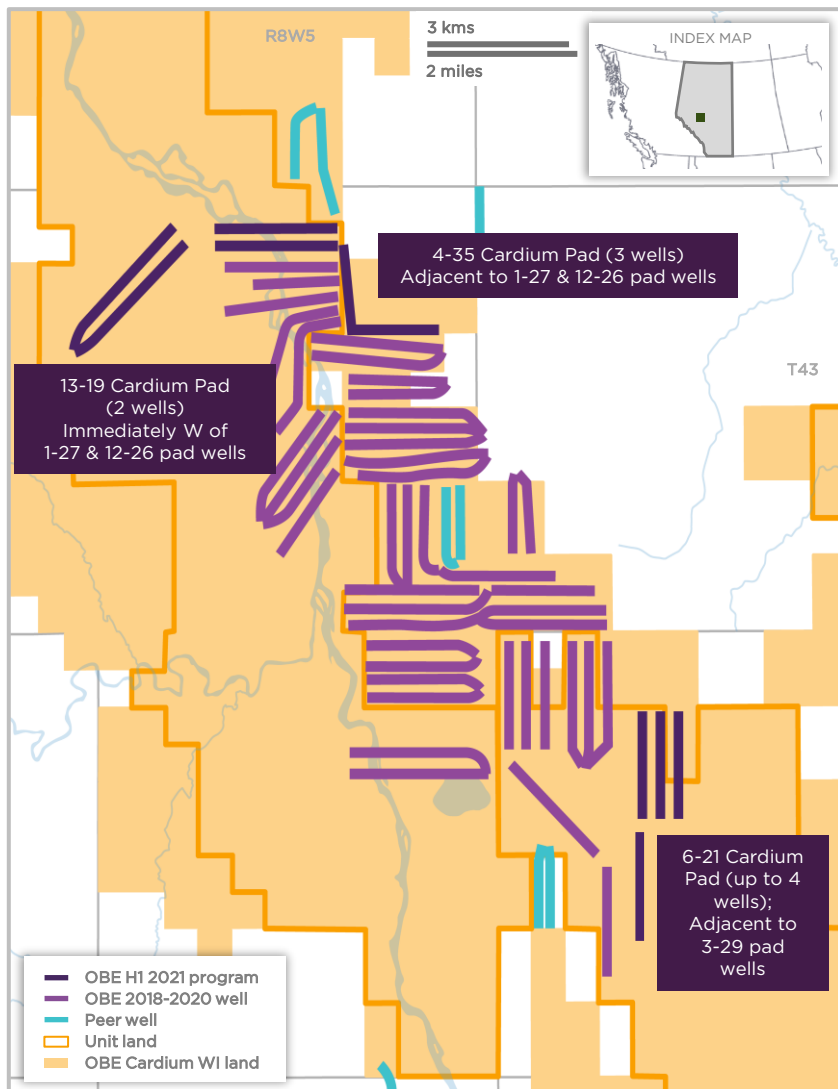 R8W5
3 kms
2 miles
INDEX MAP
4-35 Cardium Pad (3 wells)
Adjacent to 1-27 & 12-26 pad wells
T43
13-19 Cardium Pad
(2 wells)
Immediately W of
1-27 & 12-26 pad wells
6-21 Cardium
Pad (up to 4
wells);
Adjacent to
3-29 pad
wells
OBE H1 2021 program
OBE 2018-2020 well
Peer well
Unit land
OBE Cardium WI land